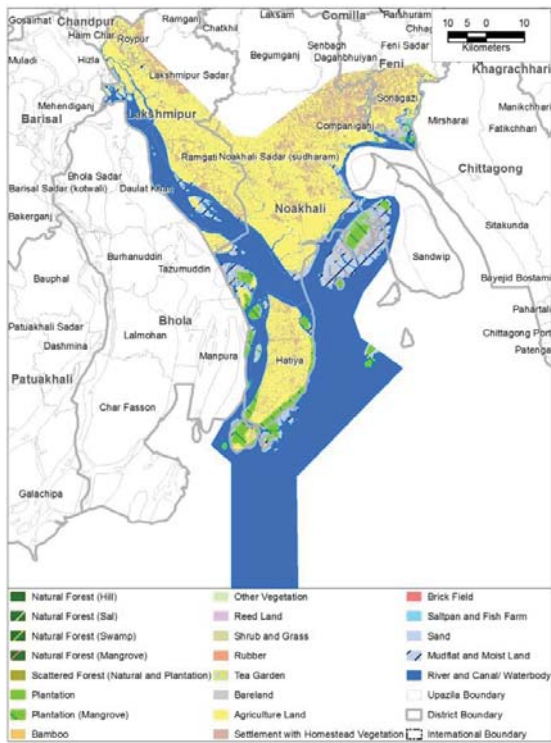 Gosairhat
Chandpur
Ramganj
Laksam
Comilla
Parshuram
Haim Char
Chatkhil
Roypur
Senbagh
Feni Sadar
10 5 0 10
Kilometers
Muladi
Hizla
Begumganj
Daganbhuiyan
Feni
Lakshmipur Sadar
Khagrachhari
Sonagazi
Mehendiganj
Lakshmipur
Companiganj
Mirsharai
Manikchhari
Barisal
Fatikchhari
Ramgati
Noakhali Sadar (sudharam)
Bhola Sadar
Chittagong
Barisal Sadar (kotwali)
Daulat Khan
Noakhali
Bakerganj
Sitakunda
Burhanuddin
Sandwip
Tazumuddin
Bayejid Bostami
Bauphal
Pahartali
Bhola
Patuakhali Sadar
Lalmohan
Chittagong Port
Dashmina
Manpura
Hatiya
Patenga
Patuakhali
Char Fasson
Galachipa
Natural Forest (Hill)
Natural Forest (Sal)
Natural Forest (Swamp)
Natural Forest (Mangrove)
Scattered Forest (Natural and Plantation)
Plantation
Plantation (Mangrove)
Bamboo
Other Vegetation
Reed Land
Shrub and Grass
Rubber
Tea Garden
Bareland
Agriculture Land
Settlement with Homestead Vegetation
Brick Field
Saltpan and Fish Farm
Sand
Mudflat and Moist Land
River and Canal/ Waterbody
Upazila Boundary
District Boundary
International Boundary